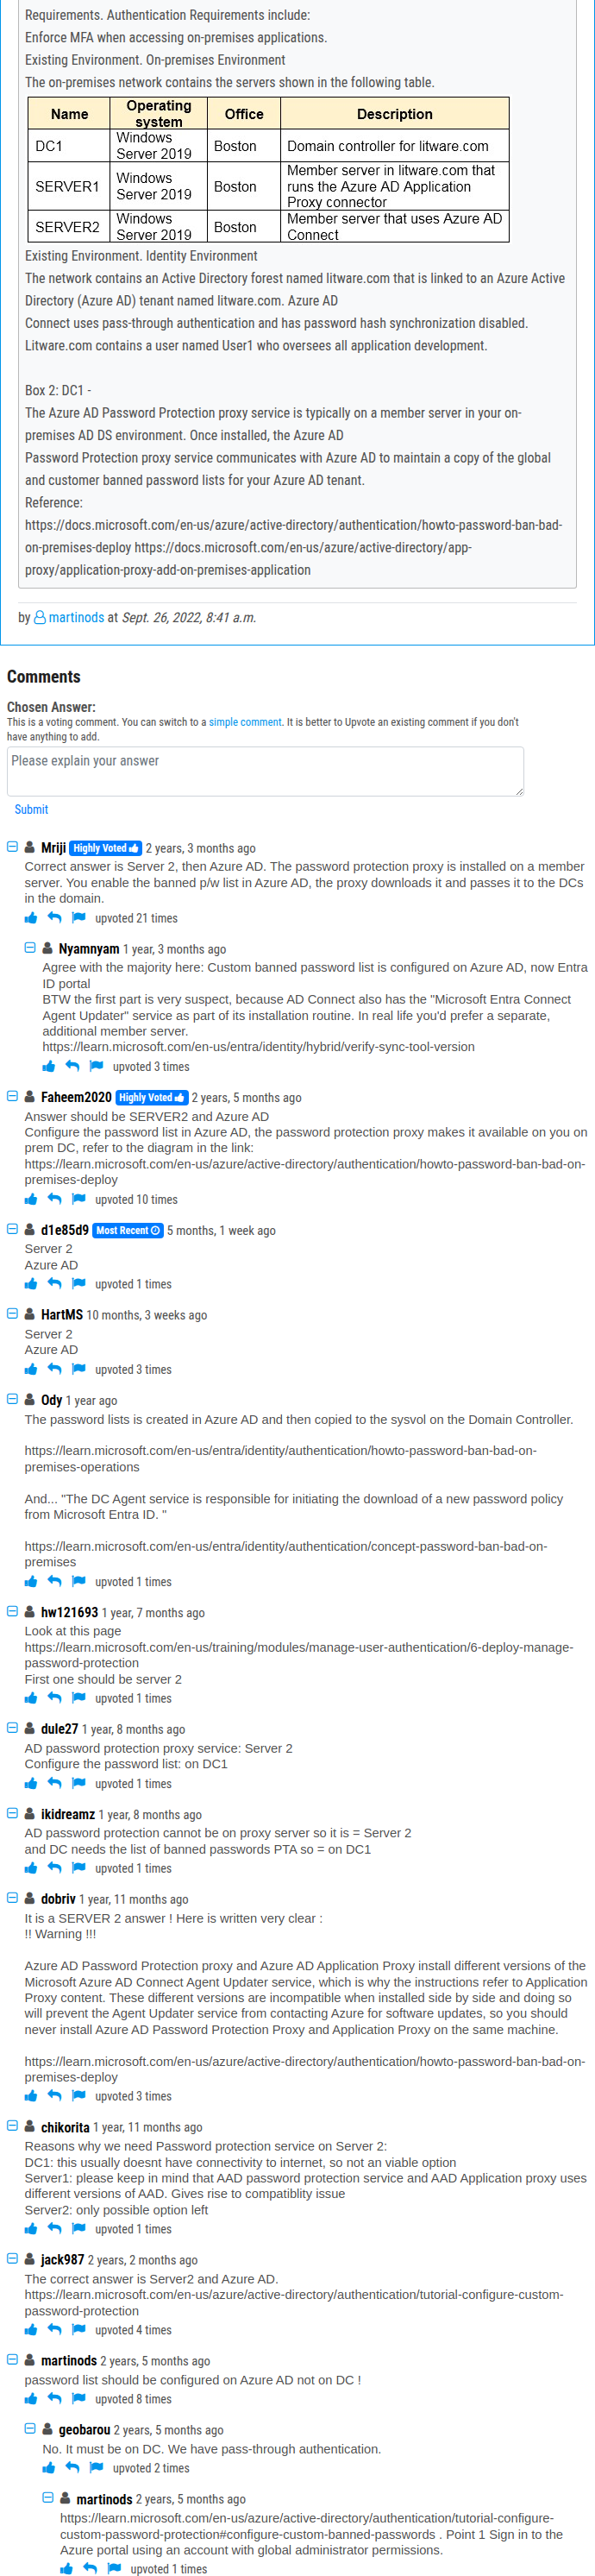 Requirements. Authentication Requirements include:
Enforce MFA when accessing on-premises applications.
Existing Environment. On-premises Environment
The on-premises network contains the servers shown in the following table.
Name Operating system Office Description
DC1 Windows Server 2019 Boston Domain controller for litware.com
SERVER1 Windows Server 2019 Boston Member server in litware.com that runs the Azure AD Application Proxy connector
SERVER2 Windows Server 2019 Boston Member server that uses Azure AD Connect
Existing Environment. Identity Environment
The network contains an Active Directory forest named litware.com that is linked to an Azure Active
Directory (Azure AD) tenant named litware.com. Azure AD
Connect uses pass-through authentication and has password hash synchronization disabled.
Litware.com contains a user named User1 who oversees all application development.
Box 2: DC1 -
The Azure AD Password Protection proxy service is typically on a member server in your on-
premises AD DS environment. Once installed, the Azure AD
Password Protection proxy service communicates with Azure AD to maintain a copy of the global
and customer banned password lists for your Azure AD tenant.
Reference:
https://docs.microsoft.com/en-us/azure/active-directory/authentication/howto-password-ban-bad-
on-premises-deploy https://docs.microsoft.com/en-us/azure/active-directory/app-
proxy/application-proxy-add-on-premises-application
by martinods at Sept. 26, 2022, 8:41 a.m.
Comments
Chosen Answer:
This is a voting comment. You can switch to a simple comment. It is better to Upvote an existing comment if you don't
have anything to add.
Please explain your answer
Submit
Mriji Highly Voted 2 years, 3 months ago
Correct answer is Server 2, then Azure AD. The password protection proxy is installed on a member
server. You enable the banned p/w list in Azure AD, the proxy downloads it and passes it to the DCs
in the domain.
upvoted 21 times
Nyamnyam 1 year, 3 months ago
Agree with the majority here: Custom banned password list is configured on Azure AD, now Entra
ID portal
BTW the first part is very suspect, because AD Connect also has the "Microsoft Entra Connect
Agent Updater" service as part of its installation routine. In real life you'd prefer a separate,
additional member server.
https://learn.microsoft.com/en-us/entra/identity/hybrid/verify-sync-tool-version
upvoted 3 times
Faheem2020 Highly Voted 2 years, 5 months ago
Answer should be SERVER2 and Azure AD
Configure the password list in Azure AD, the password protection proxy makes it available on you on
prem DC, refer to the diagram in the link:
https://learn.microsoft.com/en-us/azure/active-directory/authentication/howto-password-ban-bad-on-
premises-deploy
upvoted 10 times
d1e85d9 Most Recent 5 months, 1 week ago
Server 2
Azure AD
upvoted 1 times
HartMS 10 months, 3 weeks ago
Server 2
Azure AD
upvoted 3 times
Ody 1 year ago
The password lists is created in Azure AD and then copied to the sysvol on the Domain Controller.
https://learn.microsoft.com/en-us/entra/identity/authentication/howto-password-ban-bad-on-
premises-operations
And... "The DC Agent service is responsible for initiating the download of a new password policy
from Microsoft Entra ID. "
https://learn.microsoft.com/en-us/entra/identity/authentication/concept-password-ban-bad-on-
premises
upvoted 1 times
hw121693 1 year, 7 months ago
Look at this page
https://learn.microsoft.com/en-us/training/modules/manage-user-authentication/6-deploy-manage-
password-protection
First one should be server 2
upvoted 1 times
dule27 1 year, 8 months ago
AD password protection proxy service: Server 2
Configure the password list: on DC1
upvoted 1 times
ikidreamz 1 year, 8 months ago
AD password protection cannot be on proxy server so it is = Server 2
and DC needs the list of banned passwords PTA so = on DC1
upvoted 1 times
dobriv 1 year, 11 months ago
It is a SERVER 2 answer ! Here is written very clear :
!! Warning !!!
Azure AD Password Protection proxy and Azure AD Application Proxy install different versions of the
Microsoft Azure AD Connect Agent Updater service, which is why the instructions refer to Application
Proxy content. These different versions are incompatible when installed side by side and doing so
will prevent the Agent Updater service from contacting Azure for software updates, so you should
never install Azure AD Password Protection Proxy and Application Proxy on the same machine.
https://learn.microsoft.com/en-us/azure/active-directory/authentication/howto-password-ban-bad-on-
premises-deploy
upvoted 3 times
chikorita 1 year, 11 months ago
Reasons why we need Password protection service on Server 2:
DC1: this usually doesnt have connectivity to internet, so not an viable option
Server1: please keep in mind that AAD password protection service and AAD Application proxy uses
different versions of AAD. Gives rise to compatiblity issue
Server2: only possible option left
upvoted 1 times
jack987 2 years, 2 months ago
The correct answer is Server2 and Azure AD.
https://learn.microsoft.com/en-us/azure/active-directory/authentication/tutorial-configure-custom-
password-protection
upvoted 4 times
martinods 2 years, 5 months ago
password list should be configured on Azure AD not on DC !
upvoted 8 times
geobarou 2 years, 5 months ago
No. It must be on DC. We have pass-through authentication.
upvoted 2 times
martinods 2 years, 5 months ago
https://learn.microsoft.com/en-us/azure/active-directory/authentication/tutorial-configure-
custom-password-protection#configure-custom-banned-passwords . Point 1 Sign in to the
Azure portal using an account with global administrator permissions.
upvoted 1 times